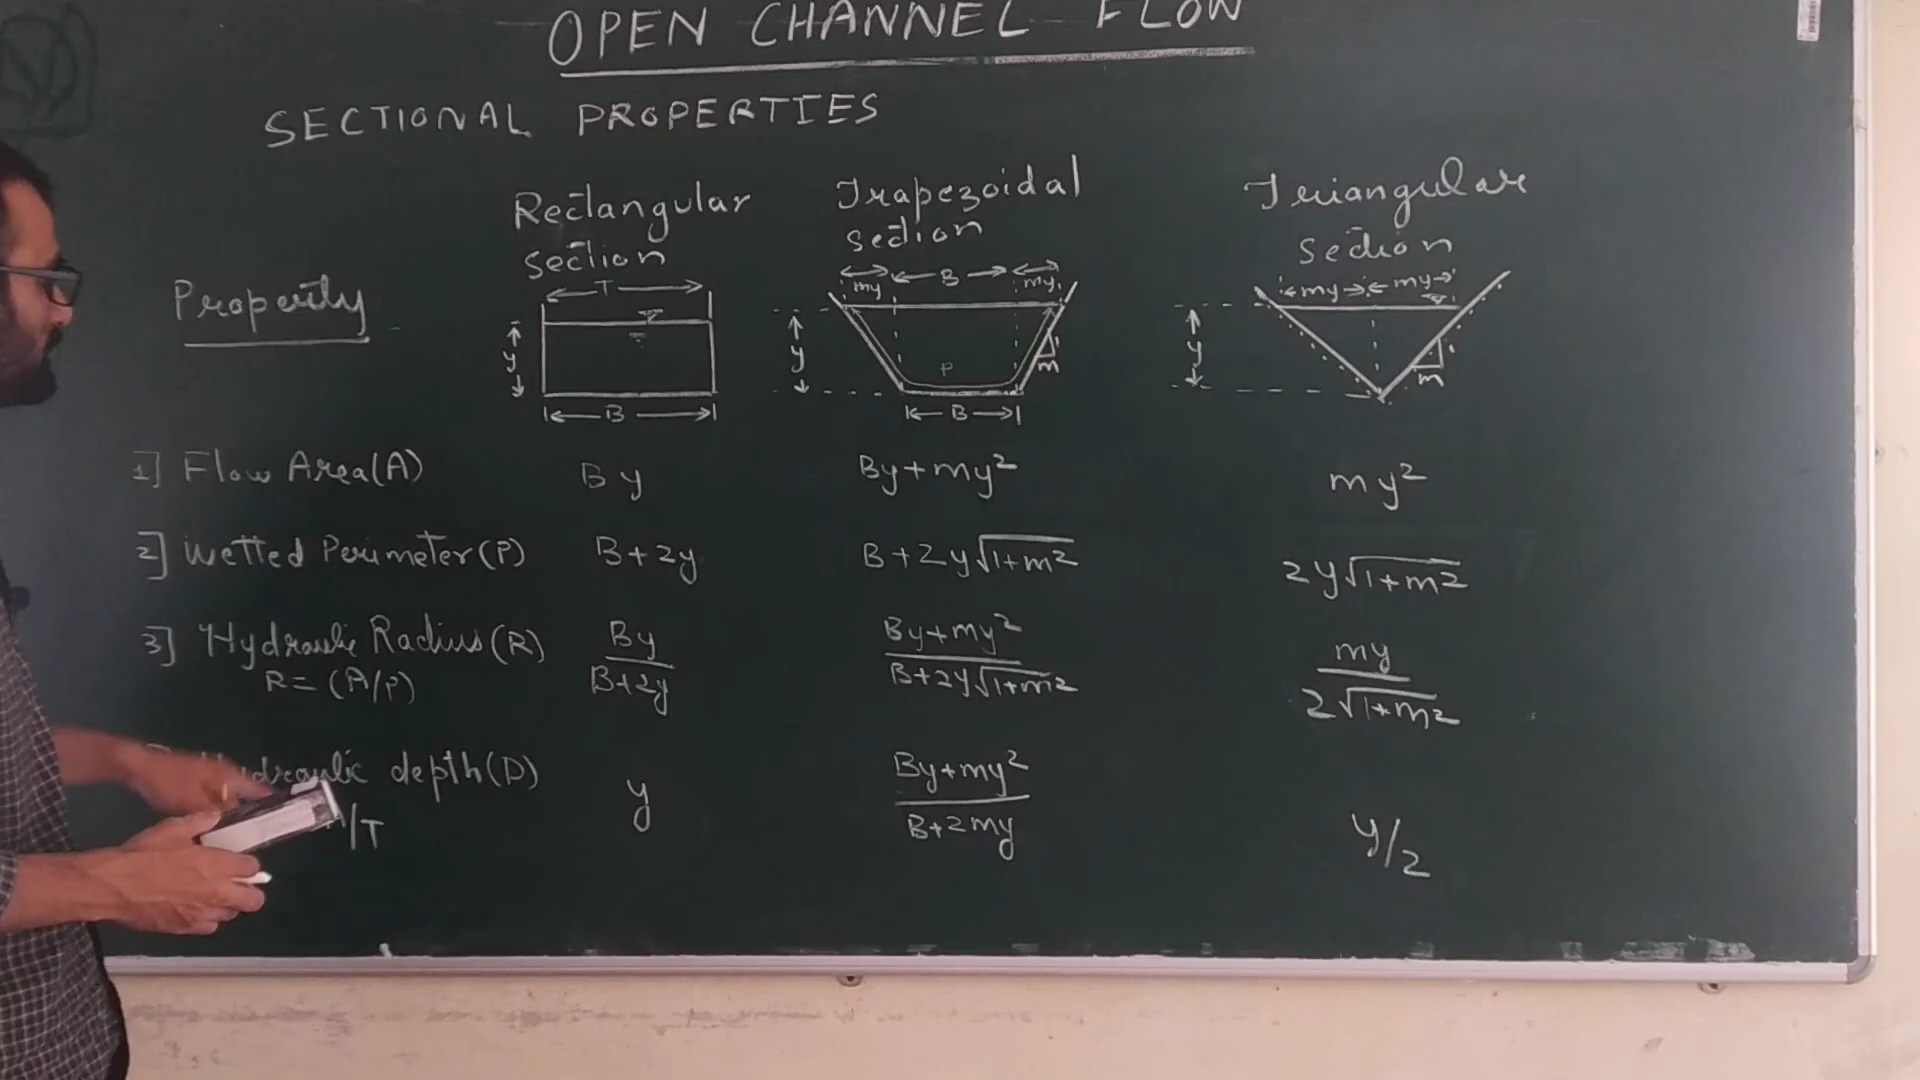 OPEN CHANNEL FLOW
SECTIONAL PROPERTIES
Property
Rectangular
section
T
y
B
Trapezoidal
section
my B my
y
P
m
B
Triangular
section
my my
y
m
1] Flow Area(A) By By+my² my²
2] Wetted Perimeter(P) B+2y B+2y√1+m² 2y√1+m²
3] Hydraulic Radius(R) By/B+2y By+my²/B+2y√1+m² my/2√1+m²
R=(A/P)
Hydraulic depth(D) y By+my²/B+2my y/2
/T